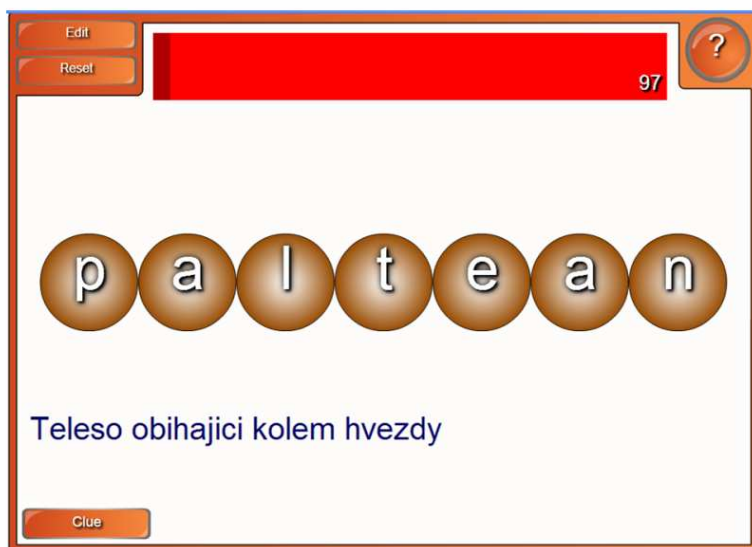 Edit
Reset
97
?
p a l t e a n
Teleso obihajici kolem hvezdy
Clue